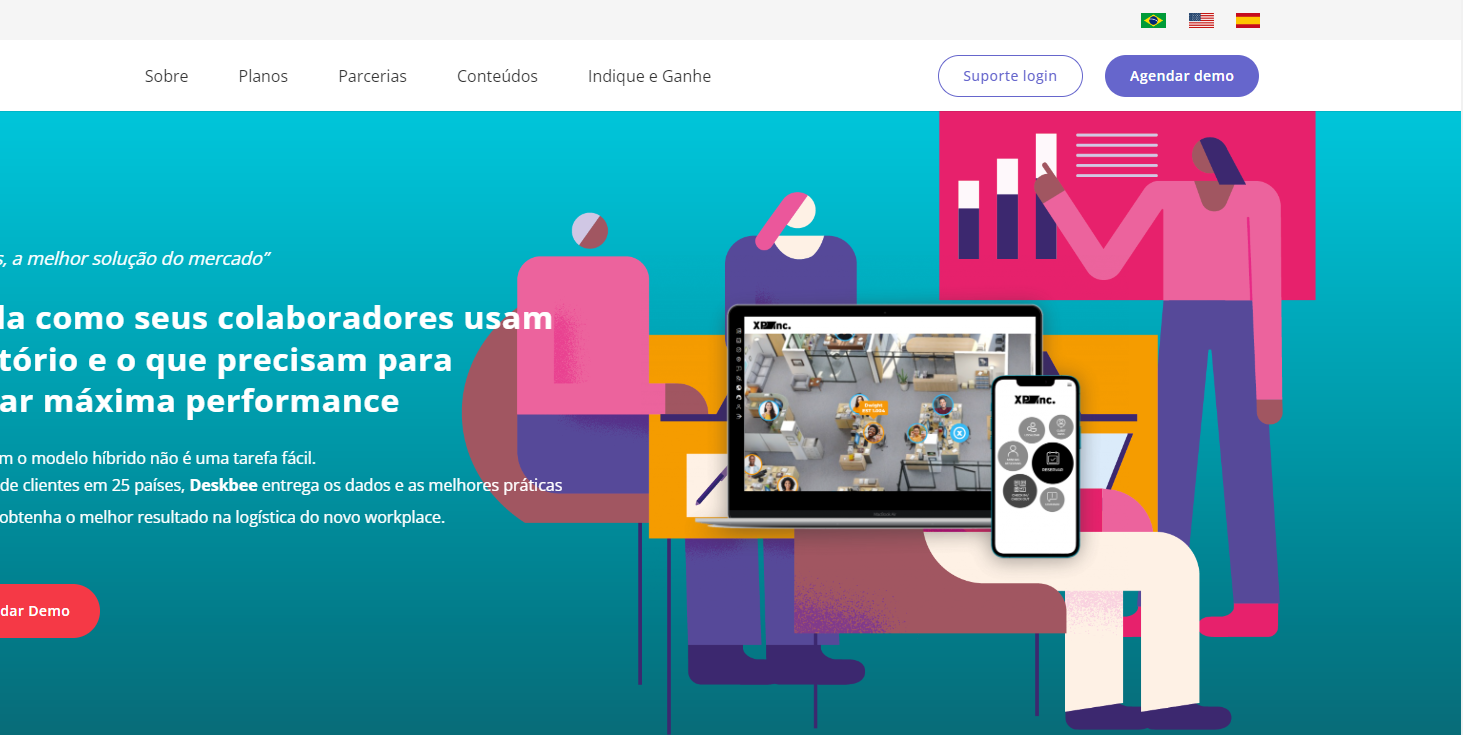 Sobre Planos Parcerias Conteúdos Indique e Ganhe Suporte login Agendar demo
s, a melhor solução do mercado”
da como seus colaboradores usam
tório e o que precisam para
ar máxima performance
m o modelo híbrido não é uma tarefa fácil.
de clientes em 25 países, Deskbee entrega os dados e as melhores práticas
obtenha o melhor resultado na logística do novo workplace.
dar Demo
Inc.
Inc.
RESERVAR